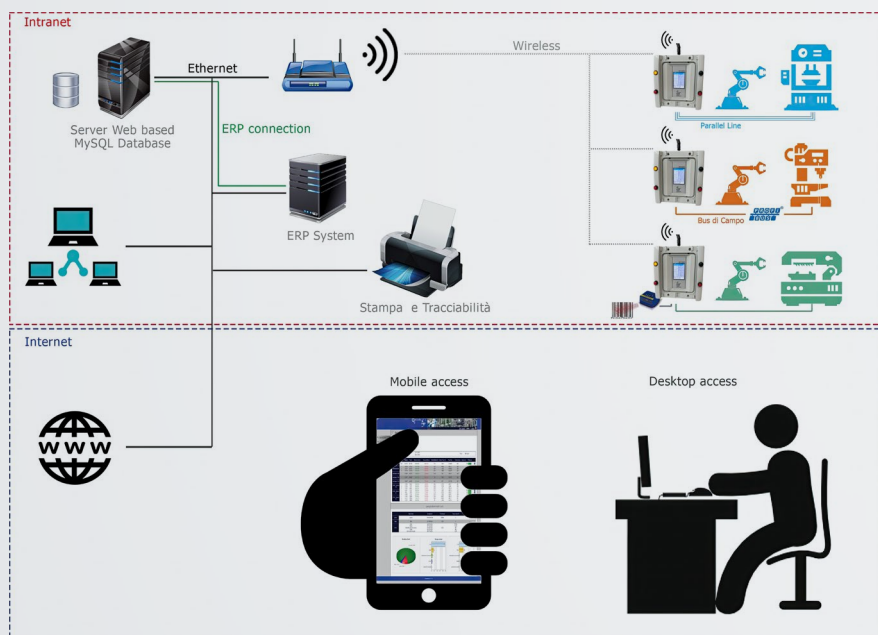 Intranet
Ethernet
Wireless
Server Web based
MySQL Database
ERP connection
Parallel Line
ERP System
Bus di Campo
Stampa e Tracciabilità
Internet
Mobile access
Desktop access
WWW